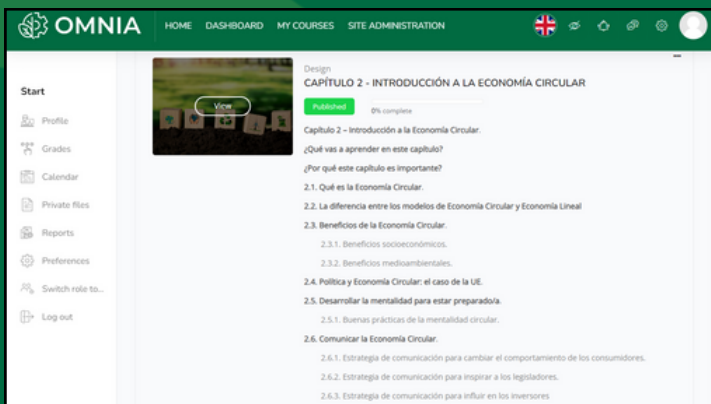 OMNIA
HOME DASHBOARD MY COURSES SITE ADMINISTRATION
Start
Profile
Grades
Calendar
Private files
Reports
Preferences
Switch role to...
Log out
View
Design
CAPÍTULO 2 - INTRODUCCIÓN A LA ECONOMÍA CIRCULAR
Published
0% complete
Capítulo 2 – Introducción a la Economía Circular.
¿Qué vas a aprender en este capítulo?
¿Por qué este capítulo es importante?
2.1. Qué es la Economía Circular.
2.2. La diferencia entre los modelos de Economía Circular y Economía Lineal
2.3. Beneficios de la Economía Circular.
2.3.1. Beneficios socioeconómicos.
2.3.2. Beneficios medioambientales.
2.4. Política y Economía Circular: el caso de la UE.
2.5. Desarrollar la mentalidad para estar preparado/a.
2.5.1. Buenas prácticas de la mentalidad circular.
2.6. Comunicar la Economía Circular.
2.6.1. Estrategia de comunicación para cambiar el comportamiento de los consumidores.
2.6.2. Estrategia de comunicación para inspirar a los legisladores.
2.6.3. Estrategia de comunicación para influir en los inversores